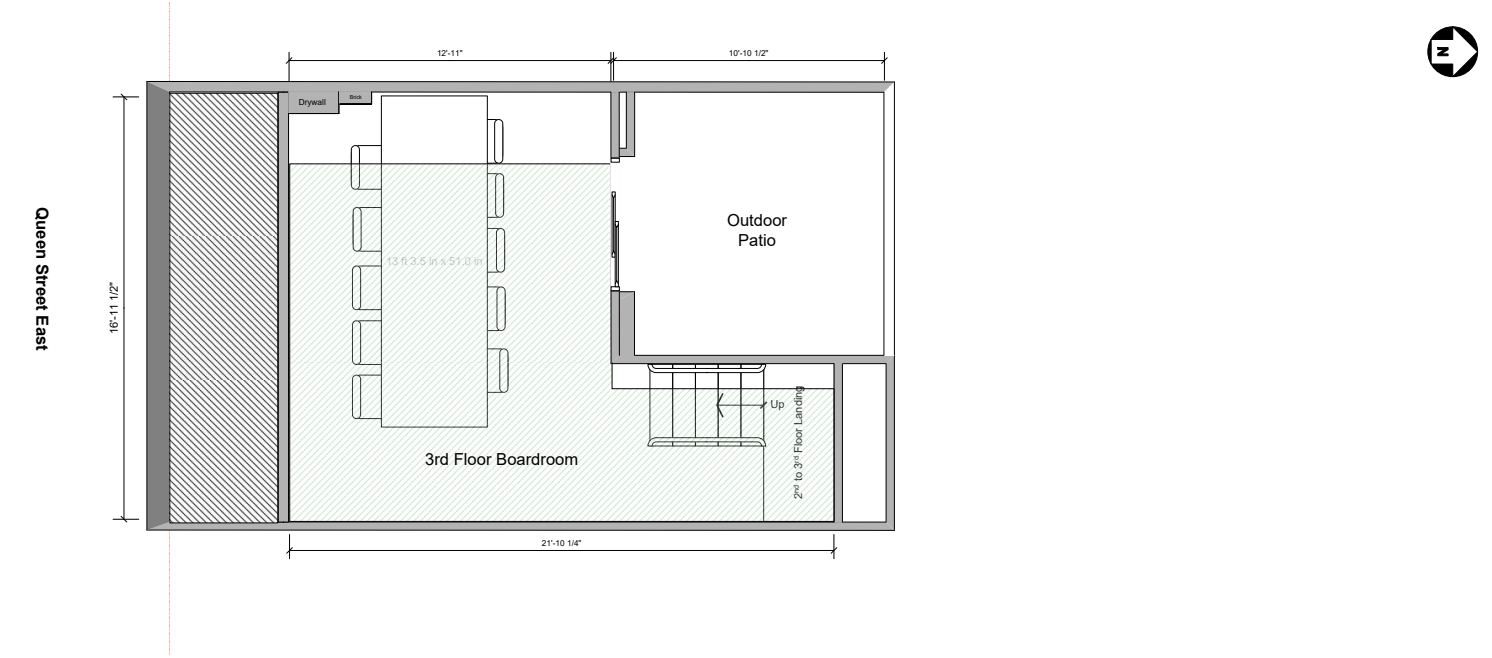 12'-11"
10'-10 1/2"
N
Drywall
Brick
Outdoor
Patio
Queen Street East
13 ft 3.5 in x 51.0 in
16'-11 1/2"
Up
2nd to 3rd Floor Landing
3rd Floor Boardroom
21'-10 1/4"